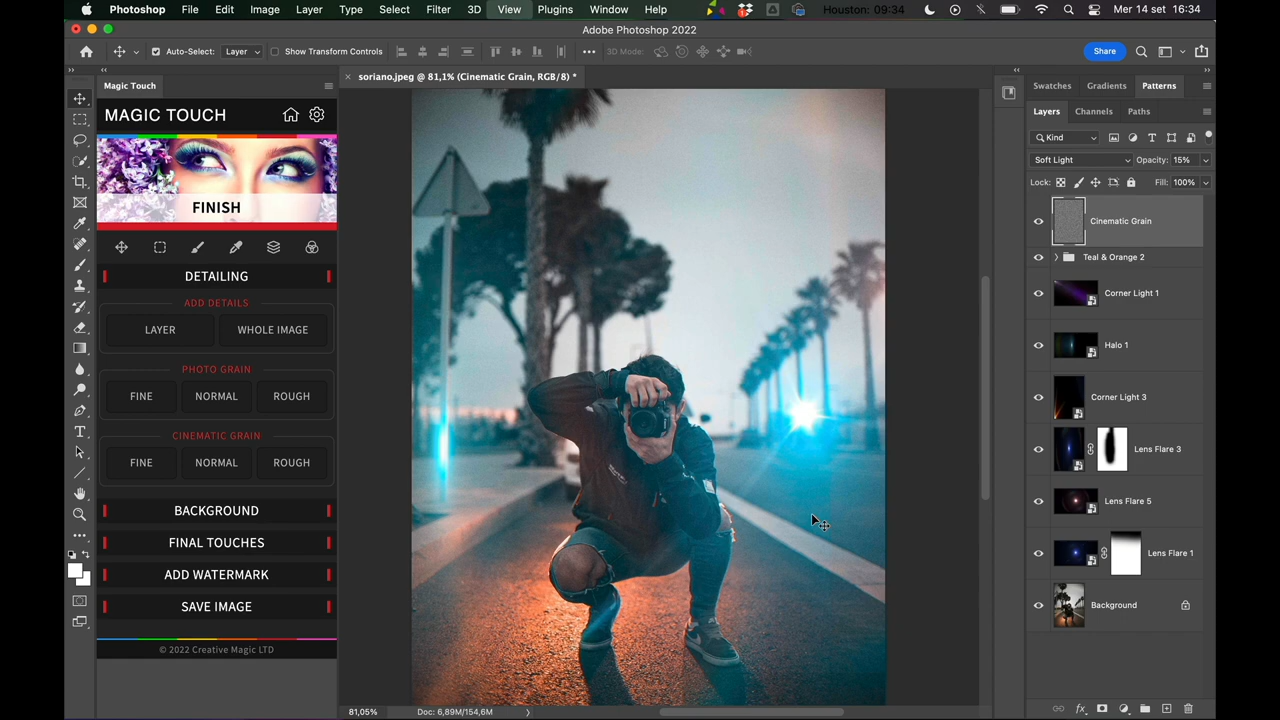 Photoshop File Edit Image Layer Type Select Filter 3D View Plugins Window Help Houston: 09:34 Mer 14 set 16:34
Adobe Photoshop 2022
Auto-Select: Layer Show Transform Controls ••• 3D Mode: Share
Magic Touch
soriano.jpeg @ 81,1% (Cinematic Grain, RGB/8) *
Swatches Gradients Patterns
MAGIC TOUCH
Layers Channels Paths
Kind
Soft Light Opacity: 15%
Lock: Fill: 100%
FINISH
Cinematic Grain
Teal & Orange 2
DETAILING
Corner Light 1
ADD DETAILS
LAYER WHOLE IMAGE
Halo 1
PHOTO GRAIN
FINE NORMAL ROUGH
Corner Light 3
CINEMATIC GRAIN
Lens Flare 3
FINE NORMAL ROUGH
Lens Flare 5
BACKGROUND
FINAL TOUCHES
Lens Flare 1
ADD WATERMARK
SAVE IMAGE
Background
© 2022 Creative Magic LTD
81,05% Doc: 6,89M/154,6M